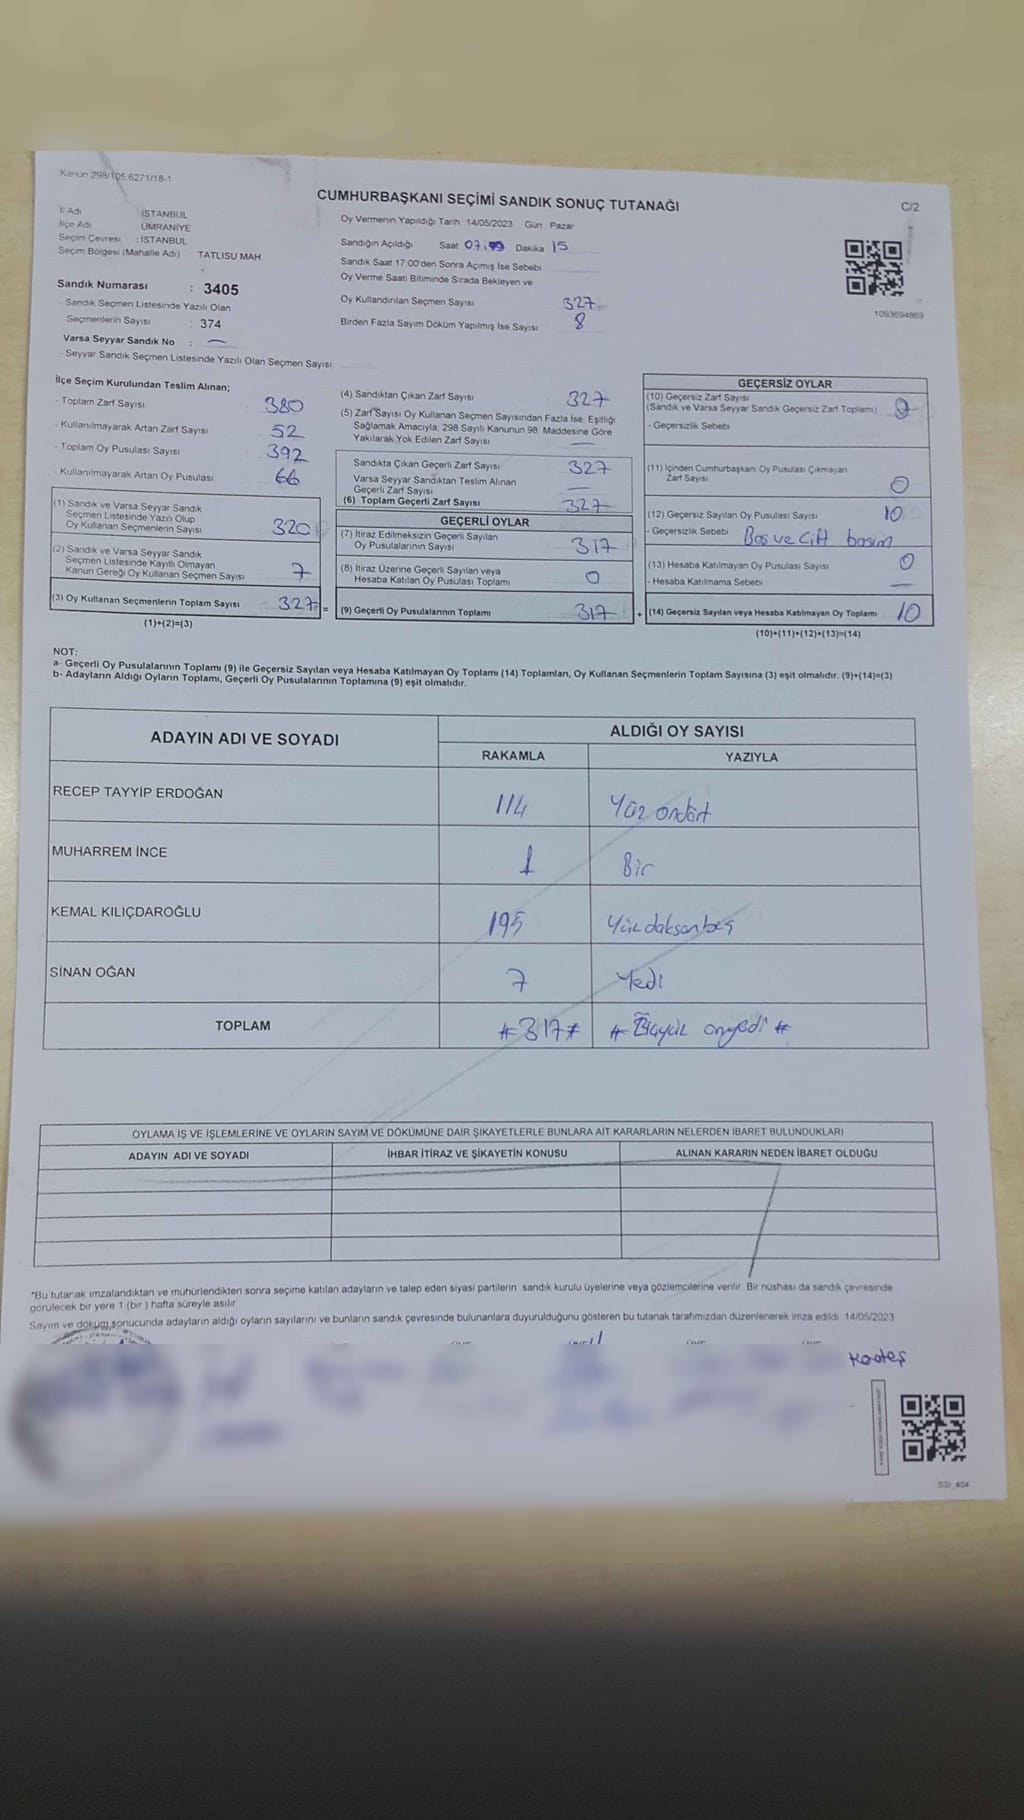 Kanun 298/105,6271/18-1
CUMHURBAŞKANI SEÇİMİ SANDIK SONUÇ TUTANAĞI
C/2
İl Adı : İSTANBUL
İlçe Adı : ÜMRANİYE
Seçim Çevresi : İSTANBUL
Seçim Bölgesi (Mahalle Adı) : TATLISU MAH.
Sandık Numarası : 3405
- Sandık Seçmen Listesinde Yazılı Olan
Seçmenlerin Sayısı : 374
Varsa Seyyar Sandık No : —
- Seyyar Sandık Seçmen Listesinde Yazılı Olan Seçmen Sayısı
Oy Vermenin Yapıldığı Tarih : 14/05/2023 Gün Pazar
Sandığın Açıldığı Saat Dakika 15
Sandık Saat 17:00'den Sonra Açımış İse Sebebi
Oy Verme Saati Bitiminde Sırada Bekleyen ve
Oy Kullandırılan Seçmen Sayısı 327
Birden Fazla Sayım Döküm Yapılmış İse Sayısı 8
1093694869
İlçe Seçim Kurulundan Teslim Alınan;
- Toplam Zarf Sayısı 380
- Kullanılmayarak Artan Zarf Sayısı 52
- Toplam Oy Pusulası Sayısı 392
- Kullanılmayarak Artan Oy Pusulası 66
(1) Sandık ve Varsa Seyyar Sandık
Seçmen Listesinde Yazılı Olup
Oy Kullanan Seçmenlerin Sayısı 320
(2) Sandık ve Varsa Seyyar Sandık
Seçmen Listesinde Kayıtlı Olmayan
Kanun Gereği Oy Kullanan Seçmen Sayısı 7
(3) Oy Kullanan Seçmenlerin Toplam Sayısı 327 =
(1)+(2)=(3)
(4) Sandıktan Çıkan Zarf Sayısı 327
(5) Zarf Sayısı Oy Kullanan Seçmen Sayısından Fazla İse, Eşitliği
Sağlamak Amacıyla, 298 Sayılı Kanunun 98. Maddesine Göre
Yakılarak Yok Edilen Zarf Sayısı —
Sandıkta Çıkan Geçerli Zarf Sayısı 327
Varsa Seyyar Sandıktan Teslim Alınan
Geçerli Zarf Sayısı —
(6) Toplam Geçerli Zarf Sayısı 327
GEÇERLİ OYLAR
(7) İtiraz Edilmeksizin Geçerli Sayılan
Oy Pusulalarının Sayısı 317
(8) İtiraz Üzerine Geçerli Sayılan veya
Hesaba Katılan Oy Pusulası Toplamı 0
(9) Geçerli Oy Pusulalarının Toplamı 317 +
GEÇERSİZ OYLAR
(10) Geçersiz Zarf Sayısı
(Sandık ve Varsa Seyyar Sandık Geçersiz Zarf Toplamı)
- Geçersizlik Sebebi
(11) İçinden Cumhurbaşkanı Oy Pusulası Çıkmayan
Zarf Sayısı 0
(12) Geçersiz Sayılan Oy Pusulası Sayısı 10
- Geçersizlik Sebebi Boş ve Çift basım
(13) Hesaba Katılmayan Oy Pusulası Sayısı 0
- Hesaba Katılmama Sebebi —
(14) Geçersiz Sayılan veya Hesaba Katılmayan Oy Toplamı 10
(10)+(11)+(12)+(13)=(14)
NOT:
a- Geçerli Oy Pusulalarının Toplamı (9) ile Geçersiz Sayılan veya Hesaba Katılmayan Oy Toplamı (14) Toplamları, Oy Kullanan Seçmenlerin Toplam Sayısına (3) eşit olmalıdır. (9)+(14)=(3)
b- Adayların Aldığı Oyların Toplamı, Geçerli Oy Pusulalarının Toplamına (9) eşit olmalıdır.
ADAYIN ADI VE SOYADI ALDIĞI OY SAYISI
RAKAMLA YAZIYLA
RECEP TAYYİP ERDOĞAN 114 Yüz ondört
MUHARREM İNCE 1 Bir
KEMAL KILIÇDAROĞLU 195 Yüzdoksanbeş
SİNAN OĞAN 7 Yedi
TOPLAM #317# # Üçyüz onyedi #
OYLAMA İŞ VE İŞLEMLERİNE VE OYLARIN SAYIM VE DÖKÜMÜNE DAİR ŞİKAYETLERLE BUNLARA AİT KARARLARIN NELERDEN İBARET BULUNDUKLARI
ADAYIN ADI VE SOYADI İHBAR İTİRAZ VE ŞİKAYETİN KONUSU ALINAN KARARIN NEDEN İBARET OLDUĞU
*Bu tutanak imzalandıktan ve mühürlendikten sonra seçime katılan adayların ve talep eden siyasi partilerin sandık kurulu üyelerine veya gözlemcilerine verilir. Bir nüshası da sandık çevresinde
görülecek bir yere 1 (bir ) hafta süreyle asılır.
Sayım ve döküm sonucunda adayların aldığı oyların sayılarını ve bunların sandık çevresinde bulunanlara duyurulduğunu gösteren bu tutanak tarafımızdan düzenlenerek imza edildi. 14/05/2023
SSI_404